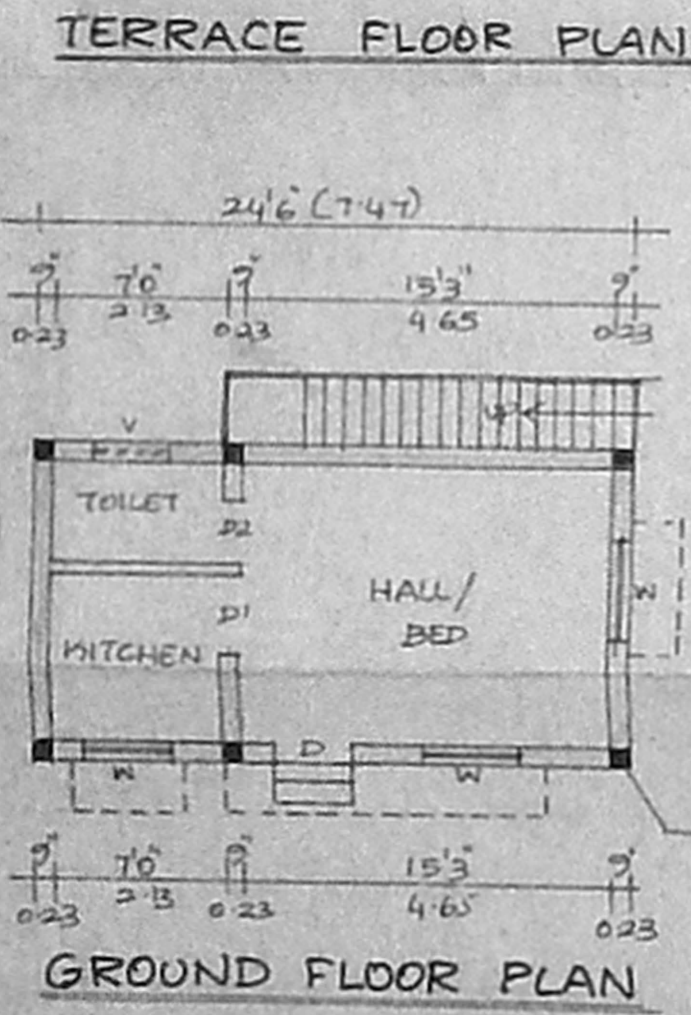 TERRACE FLOOR PLAN
24'6" (7.47)
9" 7'0" 9" 15'3" 9"
0.23 2.13 0.23 4.65 0.23
UP
V
TOILET
D2
HALL/
W
D1
BED
KITCHEN
D
W W
9" 7'0" 9" 15'3" 9"
0.23 2.13 0.23 4.65 0.23
GROUND FLOOR PLAN